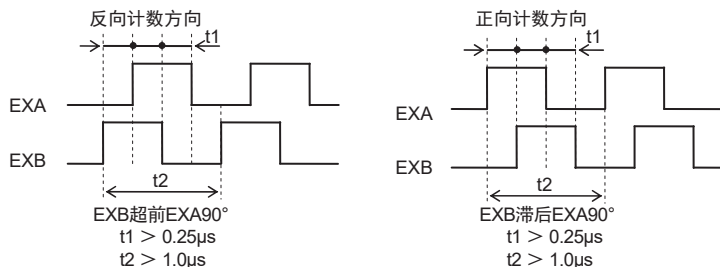 反向计数方向
t1
EXA
EXB
t2
EXB超前EXA90°
t1 > 0.25μs
t2 > 1.0μs
正向计数方向
t1
EXA
EXB
t2
EXB滞后EXA90°
t1 > 0.25μs
t2 > 1.0μs